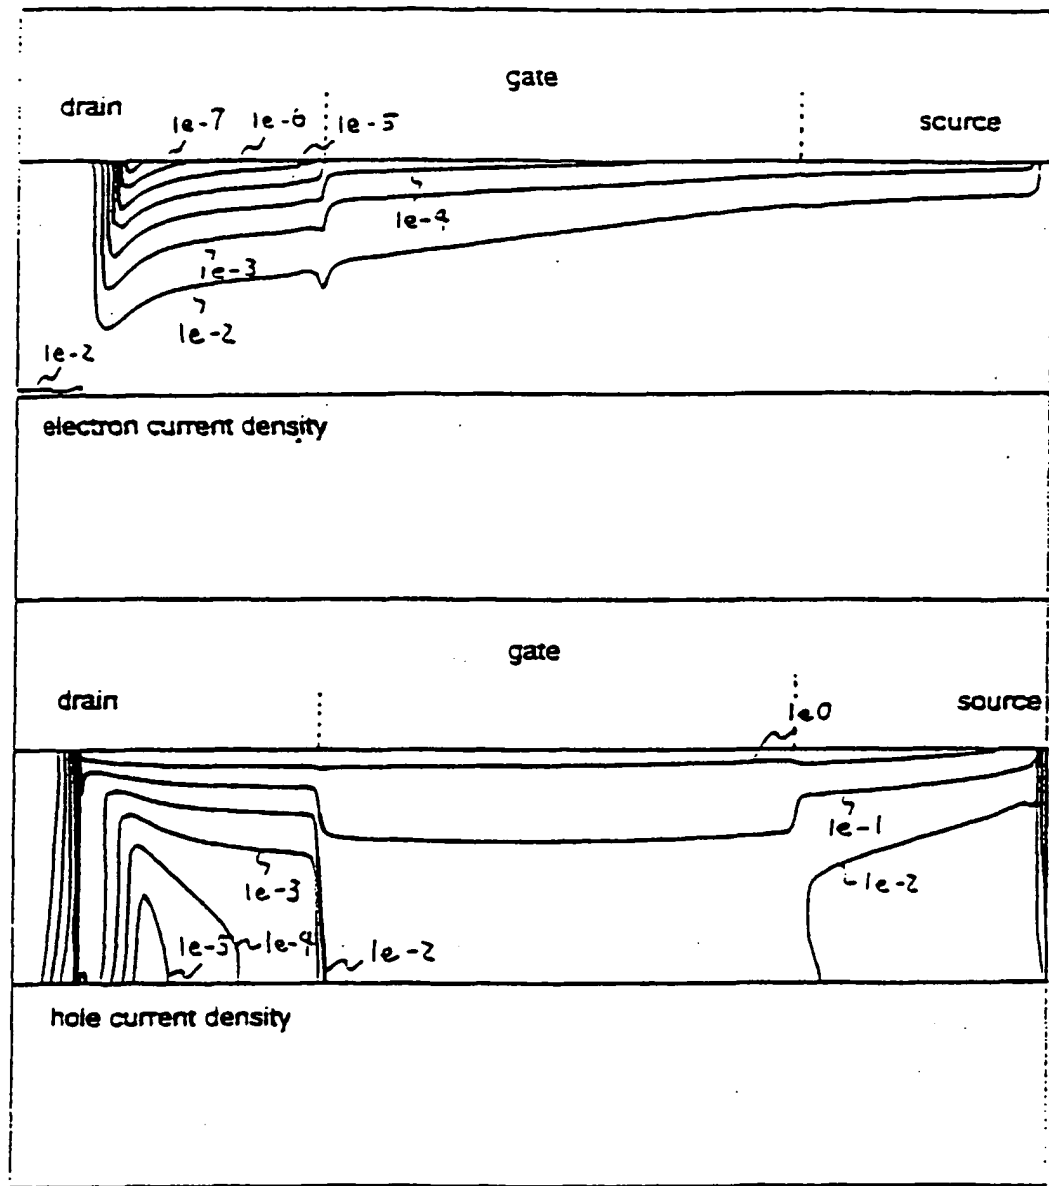 gate
drain
scurce
1e-7 1e-6 1e-5
1e-4
1e-3
1e-2
1e-2
electron current density
gate
drain
source
1e0
1e-1
1e-2
1e-3
1e-5 1e-4 1e-2
hole current density